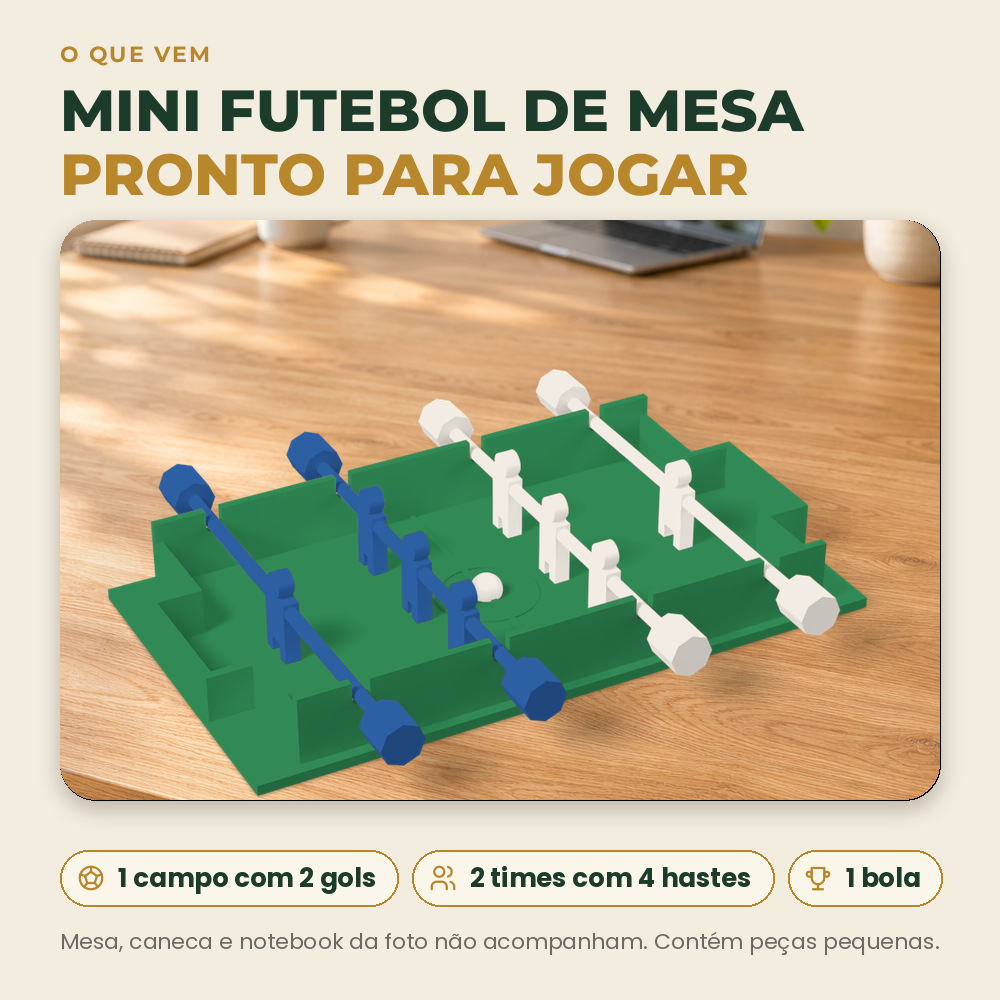 O QUE VEM
MINI FUTEBOL DE MESA
PRONTO PARA JOGAR
1 campo com 2 gols
2 times com 4 hastes
1 bola
Mesa, caneca e notebook da foto não acompanham. Contém peças pequenas.